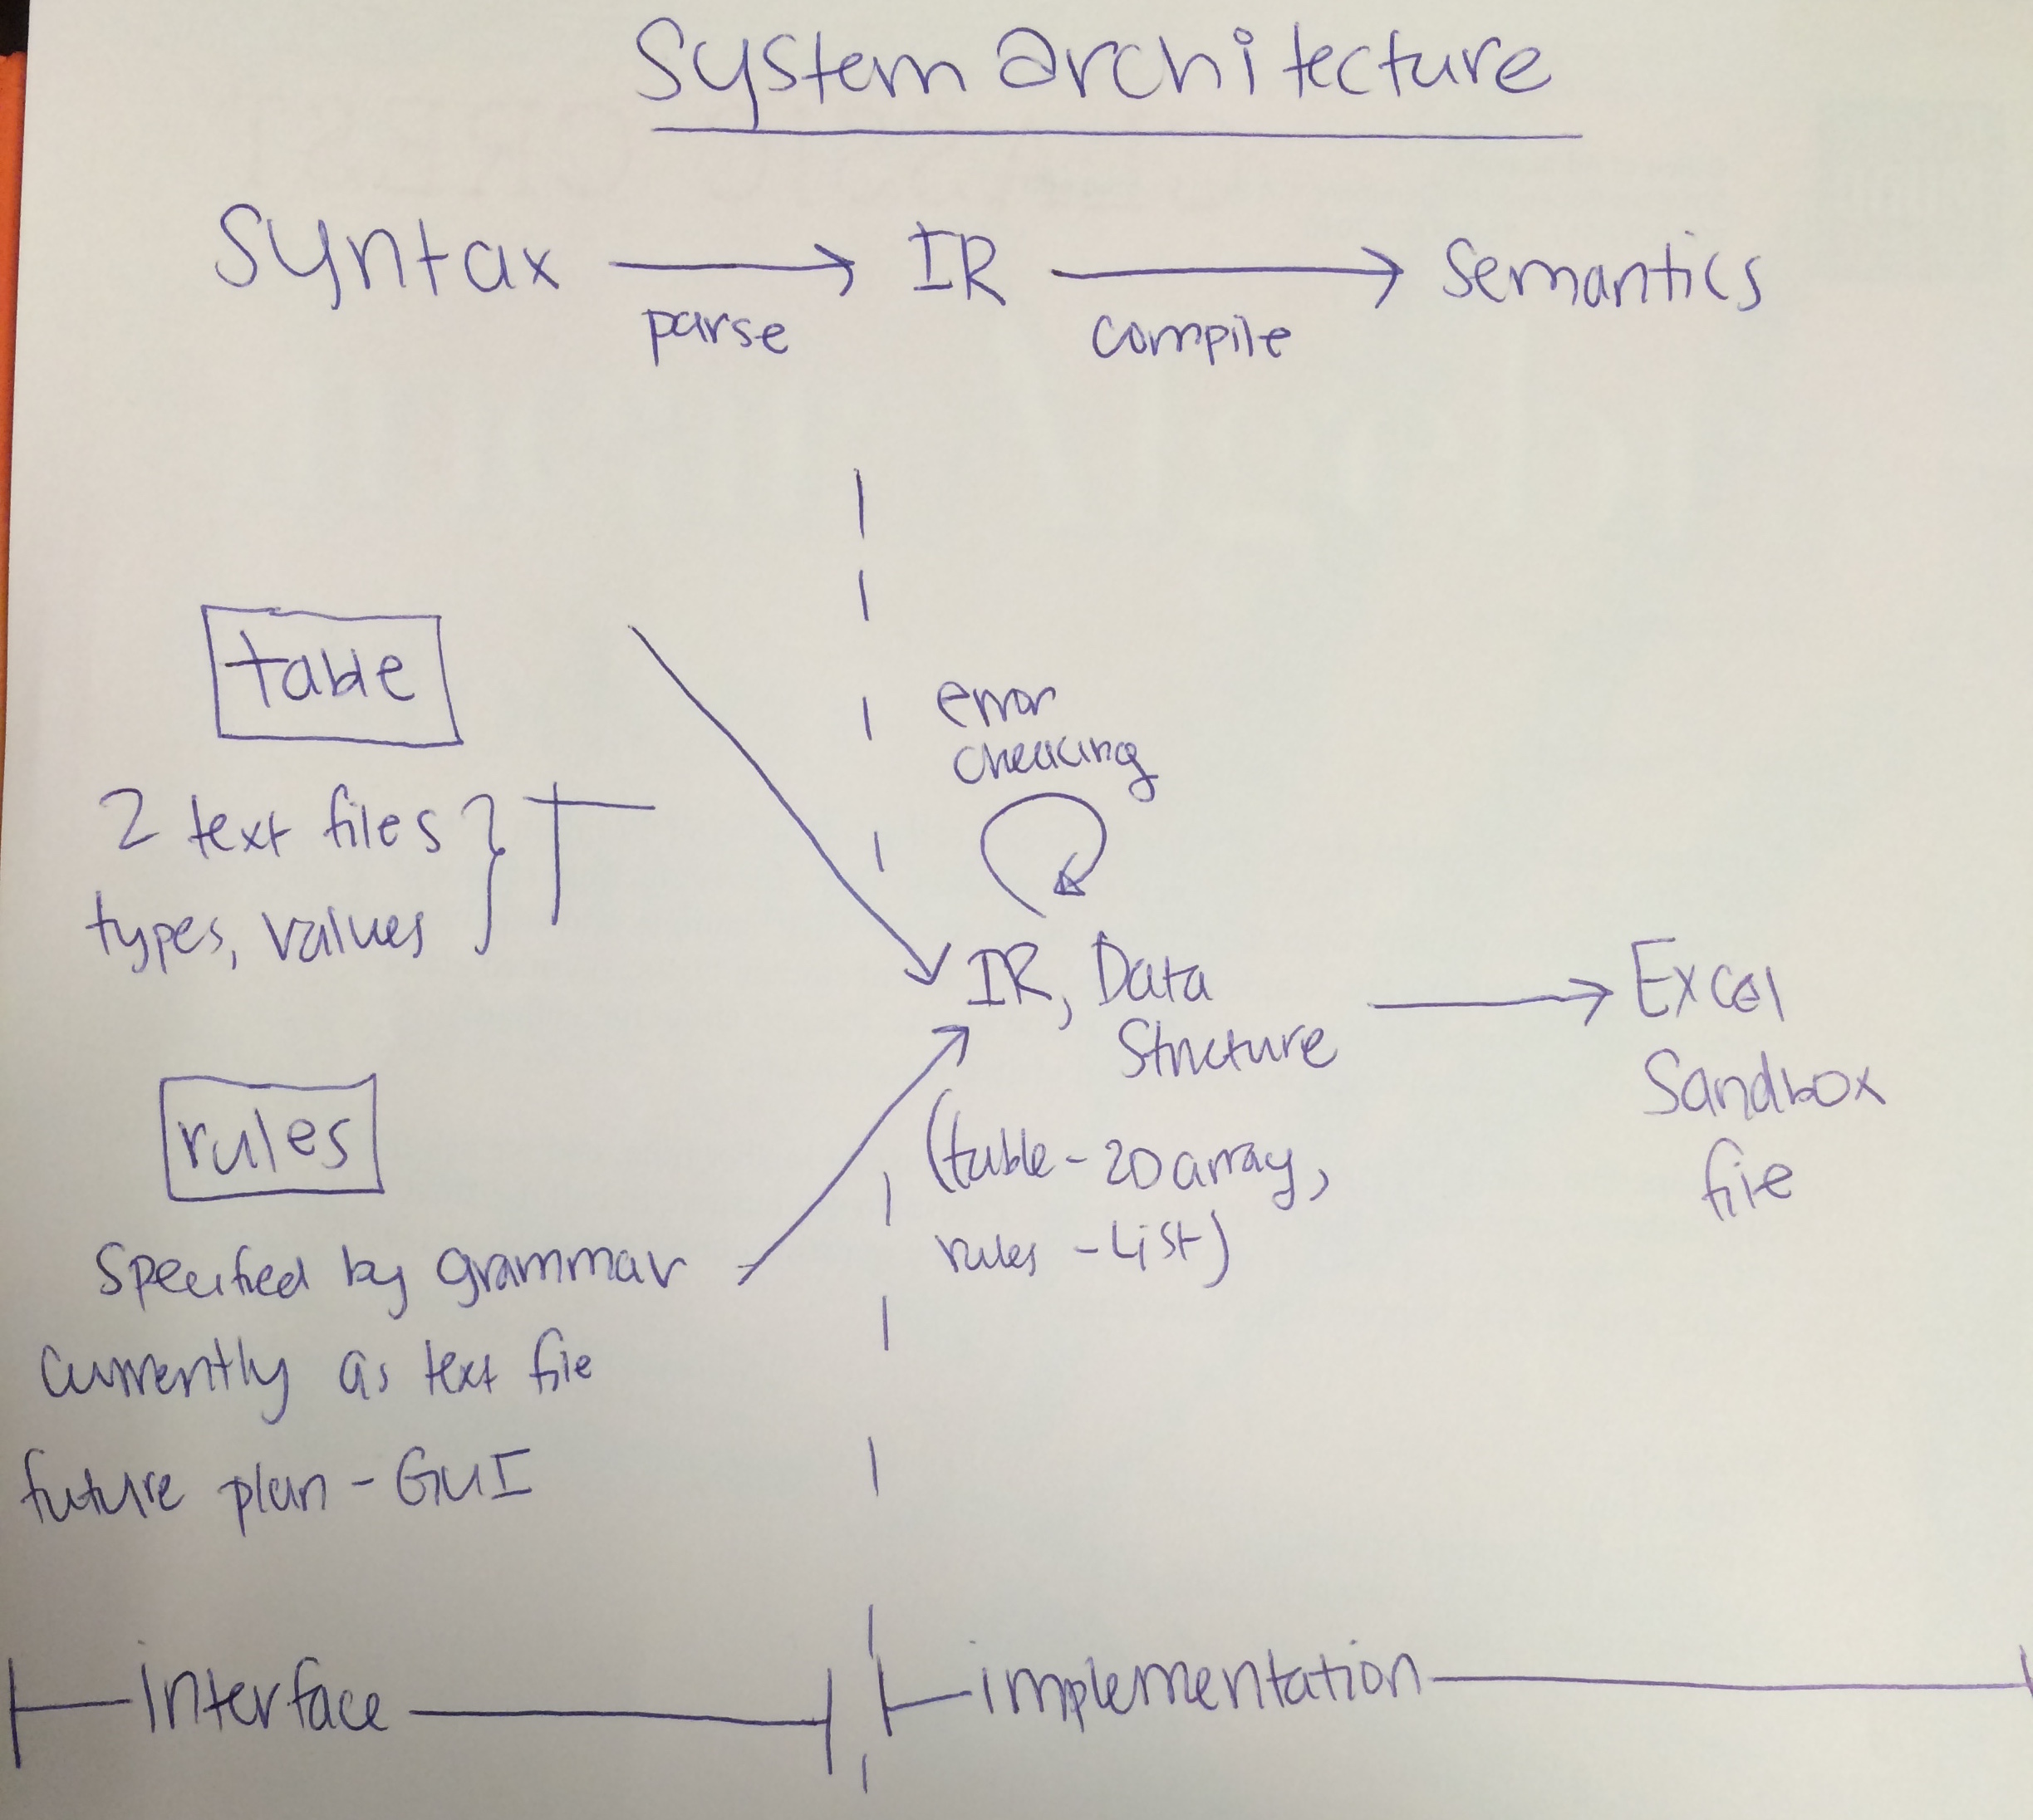 System architecture
Syntax parse IR compile Semantics
table
2 text files
types, values
error
checking
IR, Data
Structure
(table - 2D array,
rules - List)
Excel
Sandbox
file
rules
Specified by grammar
currently as text file
future plan - GUI
interface
implementation